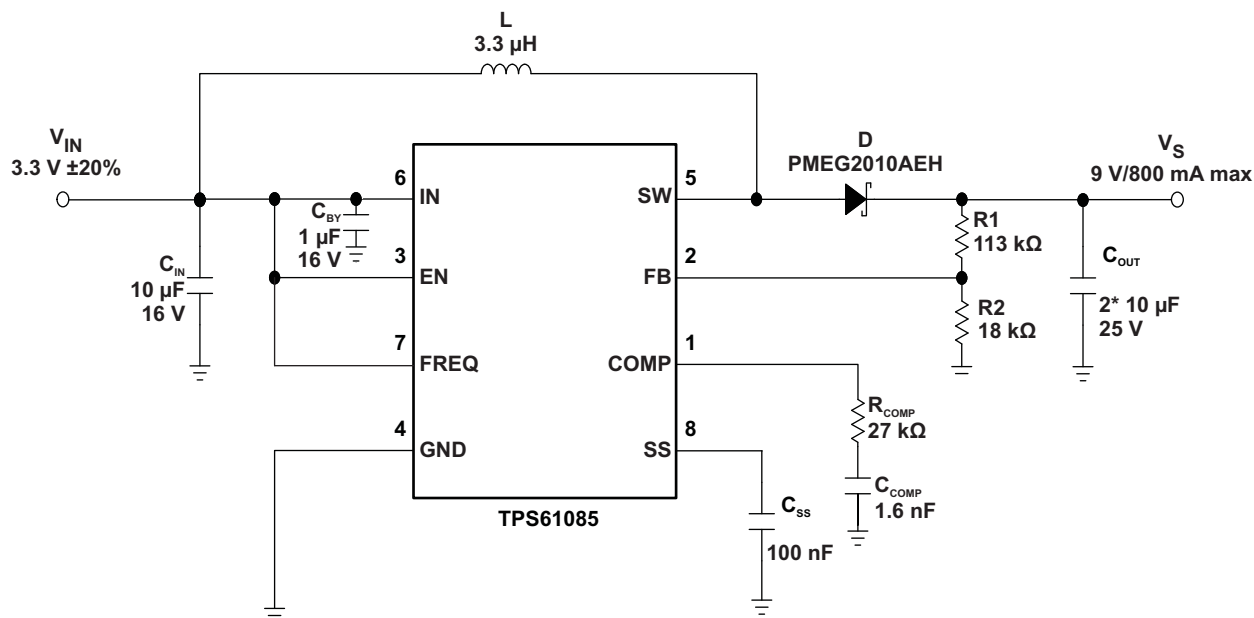 L
3.3 µH
V_IN
3.3 V ±20%
D
PMEG2010AEH
V_S
9 V/800 mA max
6
IN
SW
5
C_BY
1 µF
16 V
R1
113 kΩ
C_IN
10 µF
16 V
3
EN
FB
2
C_OUT
2* 10 µF
25 V
R2
18 kΩ
7
FREQ
COMP
1
R_COMP
27 kΩ
4
GND
SS
8
C_COMP
1.6 nF
C_SS
100 nF
TPS61085